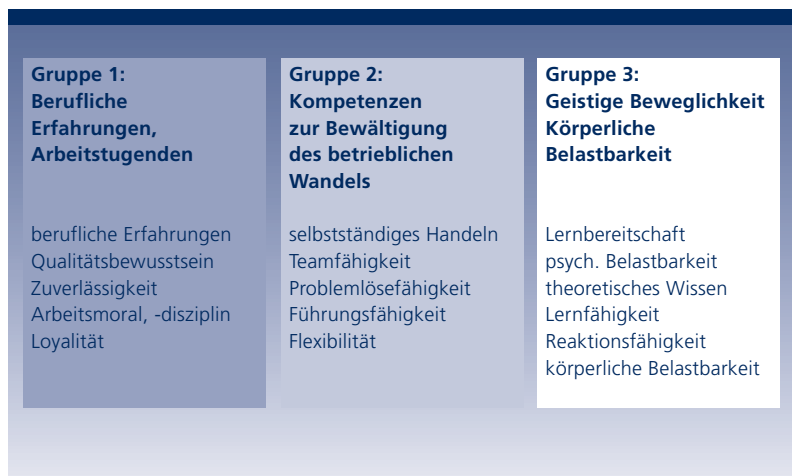 Gruppe 1:
Berufliche
Erfahrungen,
Arbeitstugenden
berufliche Erfahrungen
Qualitätsbewusstsein
Zuverlässigkeit
Arbeitsmoral, -disziplin
Loyalität
Gruppe 2:
Kompetenzen
zur Bewältigung
des betrieblichen
Wandels
selbstständiges Handeln
Teamfähigkeit
Problemlösefähigkeit
Führungsfähigkeit
Flexibilität
Gruppe 3:
Geistige Beweglichkeit
Körperliche
Belastbarkeit
Lernbereitschaft
psych. Belastbarkeit
theoretisches Wissen
Lernfähigkeit
Reaktionsfähigkeit
körperliche Belastbarkeit